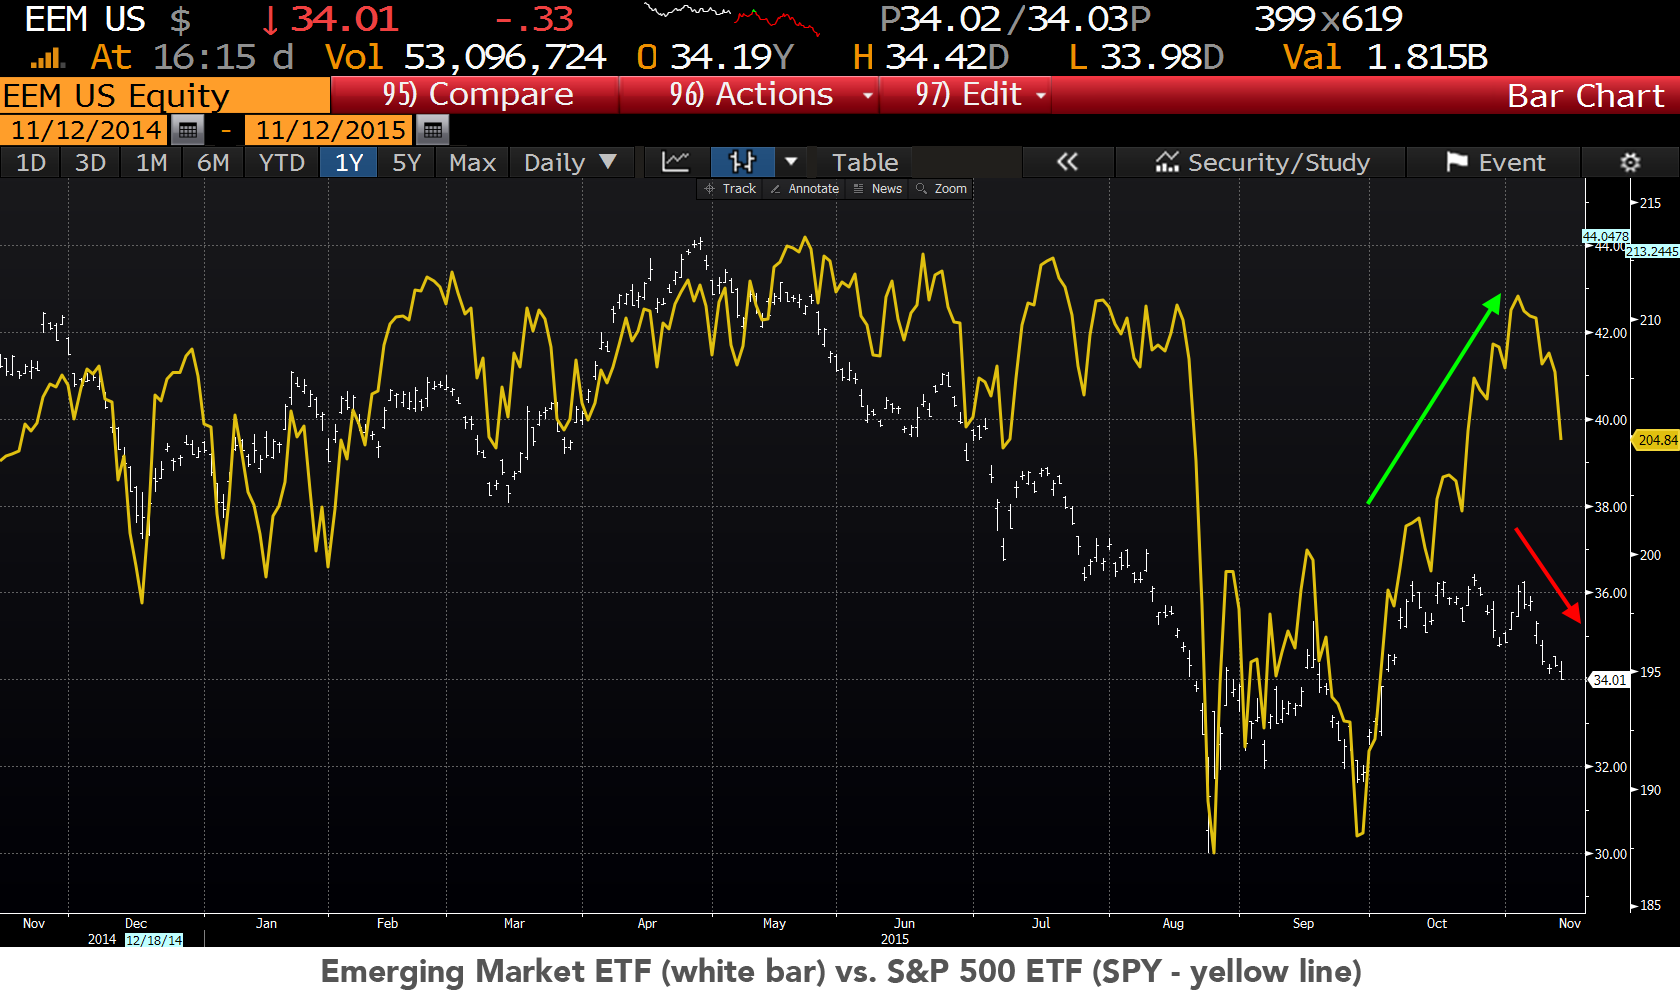 EEM US $ ↓ 34.01 -.33 P34.02/34.03P 399x619
At 16:15 d Vol 53,096,724 O 34.19Y H 34.42D L 33.98D Val 1.815B
EEM US Equity 95) Compare 96) Actions 97) Edit Bar Chart
11/12/2014 - 11/12/2015
1D 3D 1M 6M YTD 1Y 5Y Max Daily ▼ Table « Security/Study Event
Track Annotate News Zoom
215
44.0478
44.00
213.2445
210
42.00
204.84
40.00
38.00
200
36.00
34.01
195
32.00
190
30.00
185
Nov Dec Jan Feb Mar Apr May Jun Jul Aug Sep Oct Nov
2014 12/18/14 2015
Emerging Market ETF (white bar) vs. S&P 500 ETF (SPY - yellow line)